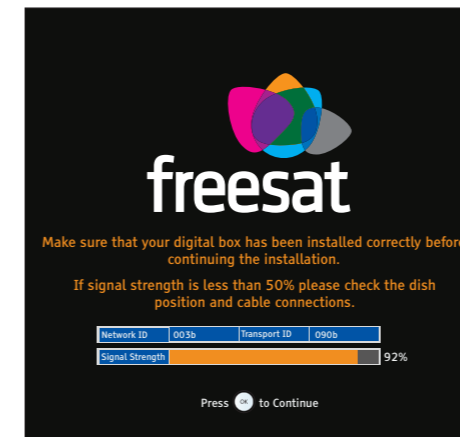 freesat
Make sure that your digital box has been installed correctly before
continuing the installation.
If signal strength is less than 50% please check the dish
position and cable connections.
Network ID 003b Transport ID 090b
Signal Strength 92%
Press OK to Continue